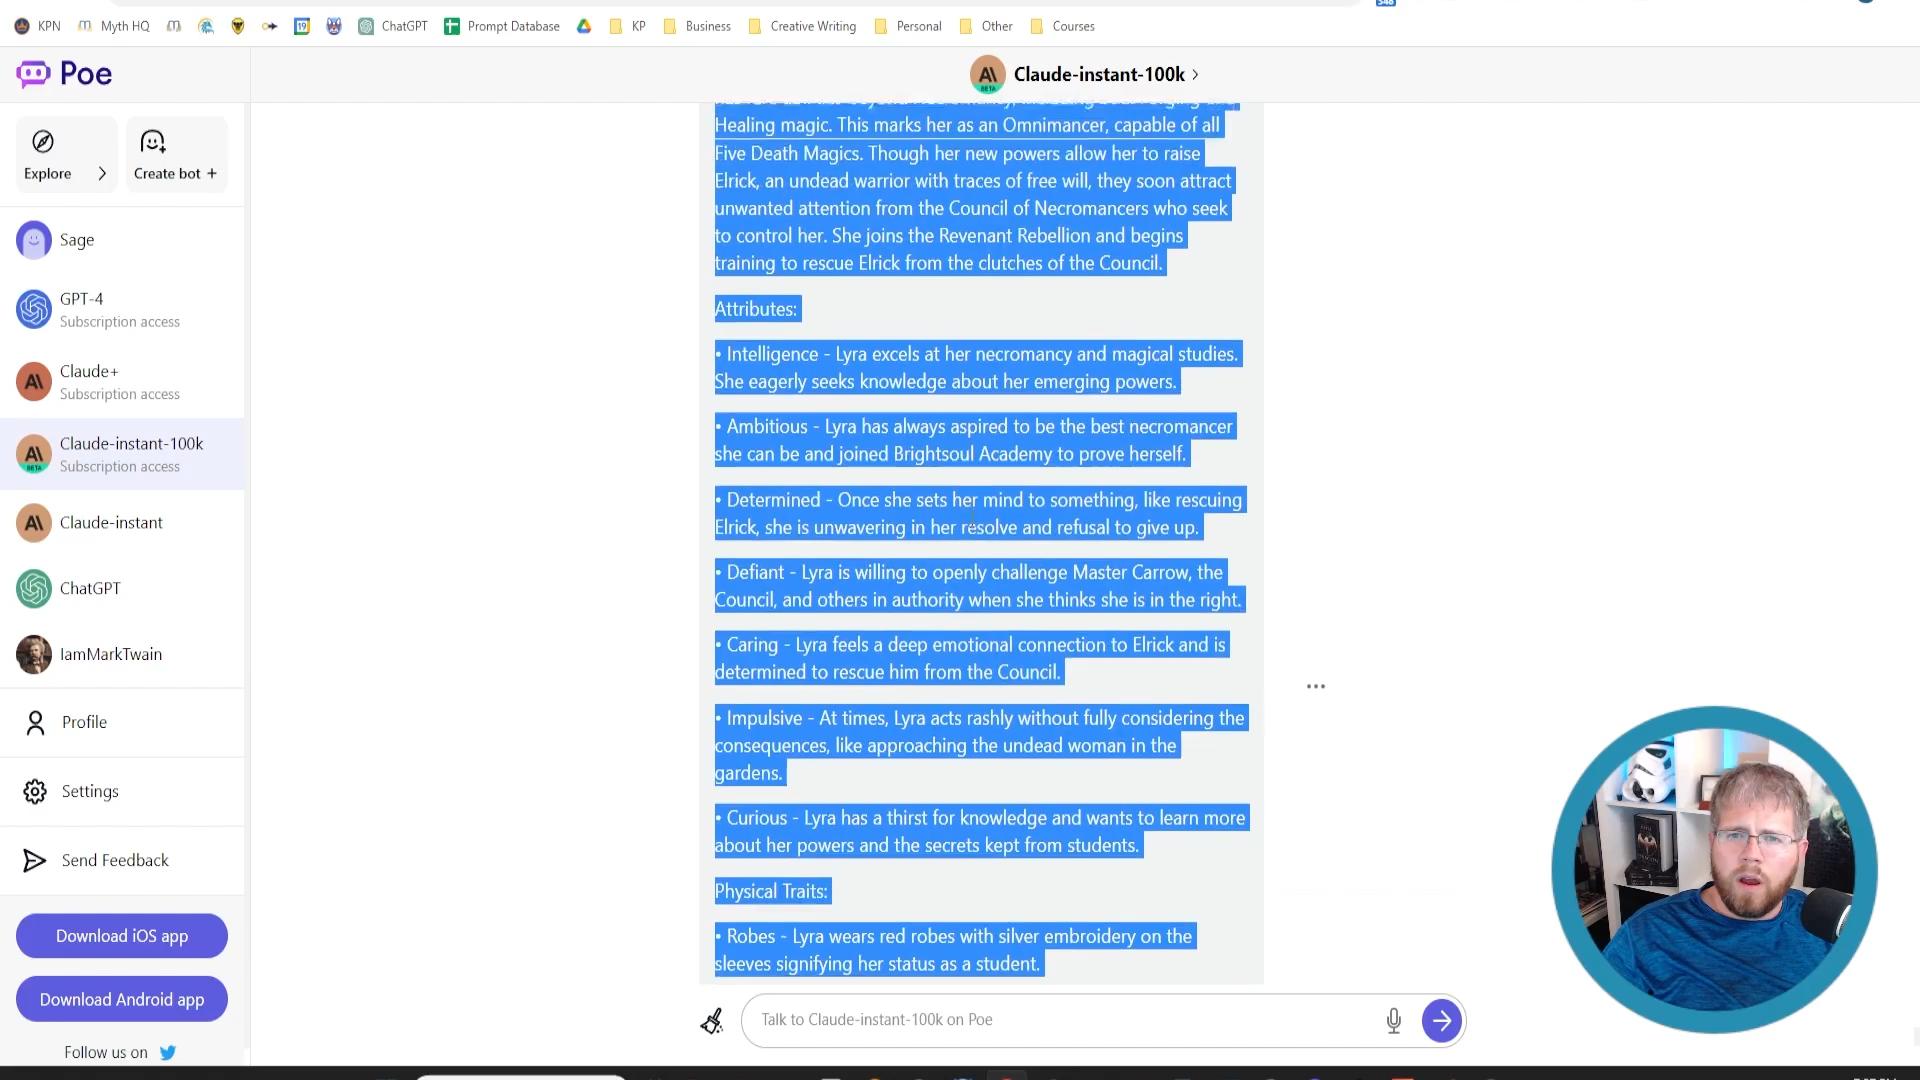 KPN
Myth HQ
19
ChatGPT
Prompt Database
KP
Business
Creative Writing
Personal
Other
Courses
Poe
Claude-instant-100k
Explore
Create bot +
Sage
GPT-4
Subscription access
Claude+
Subscription access
Claude-instant-100k
Subscription access
Claude-instant
ChatGPT
IamMarkTwain
Profile
Settings
Send Feedback
Download iOS app
Download Android app
Follow us on
Healing magic. This marks her as an Omnimancer, capable of all
Five Death Magics. Though her new powers allow her to raise
Elrick, an undead warrior with traces of free will, they soon attract
unwanted attention from the Council of Necromancers who seek
to control her. She joins the Revenant Rebellion and begins
training to rescue Elrick from the clutches of the Council.
Attributes:
• Intelligence - Lyra excels at her necromancy and magical studies.
She eagerly seeks knowledge about her emerging powers.
• Ambitious - Lyra has always aspired to be the best necromancer
she can be and joined Brightsoul Academy to prove herself.
• Determined - Once she sets her mind to something, like rescuing
Elrick, she is unwavering in her resolve and refusal to give up.
• Defiant - Lyra is willing to openly challenge Master Carrow, the
Council, and others in authority when she thinks she is in the right.
• Caring - Lyra feels a deep emotional connection to Elrick and is
determined to rescue him from the Council.
• Impulsive - At times, Lyra acts rashly without fully considering the
consequences, like approaching the undead woman in the
gardens.
• Curious - Lyra has a thirst for knowledge and wants to learn more
about her powers and the secrets kept from students.
Physical Traits:
• Robes - Lyra wears red robes with silver embroidery on the
sleeves signifying her status as a student.
Talk to Claude-instant-100k on Poe